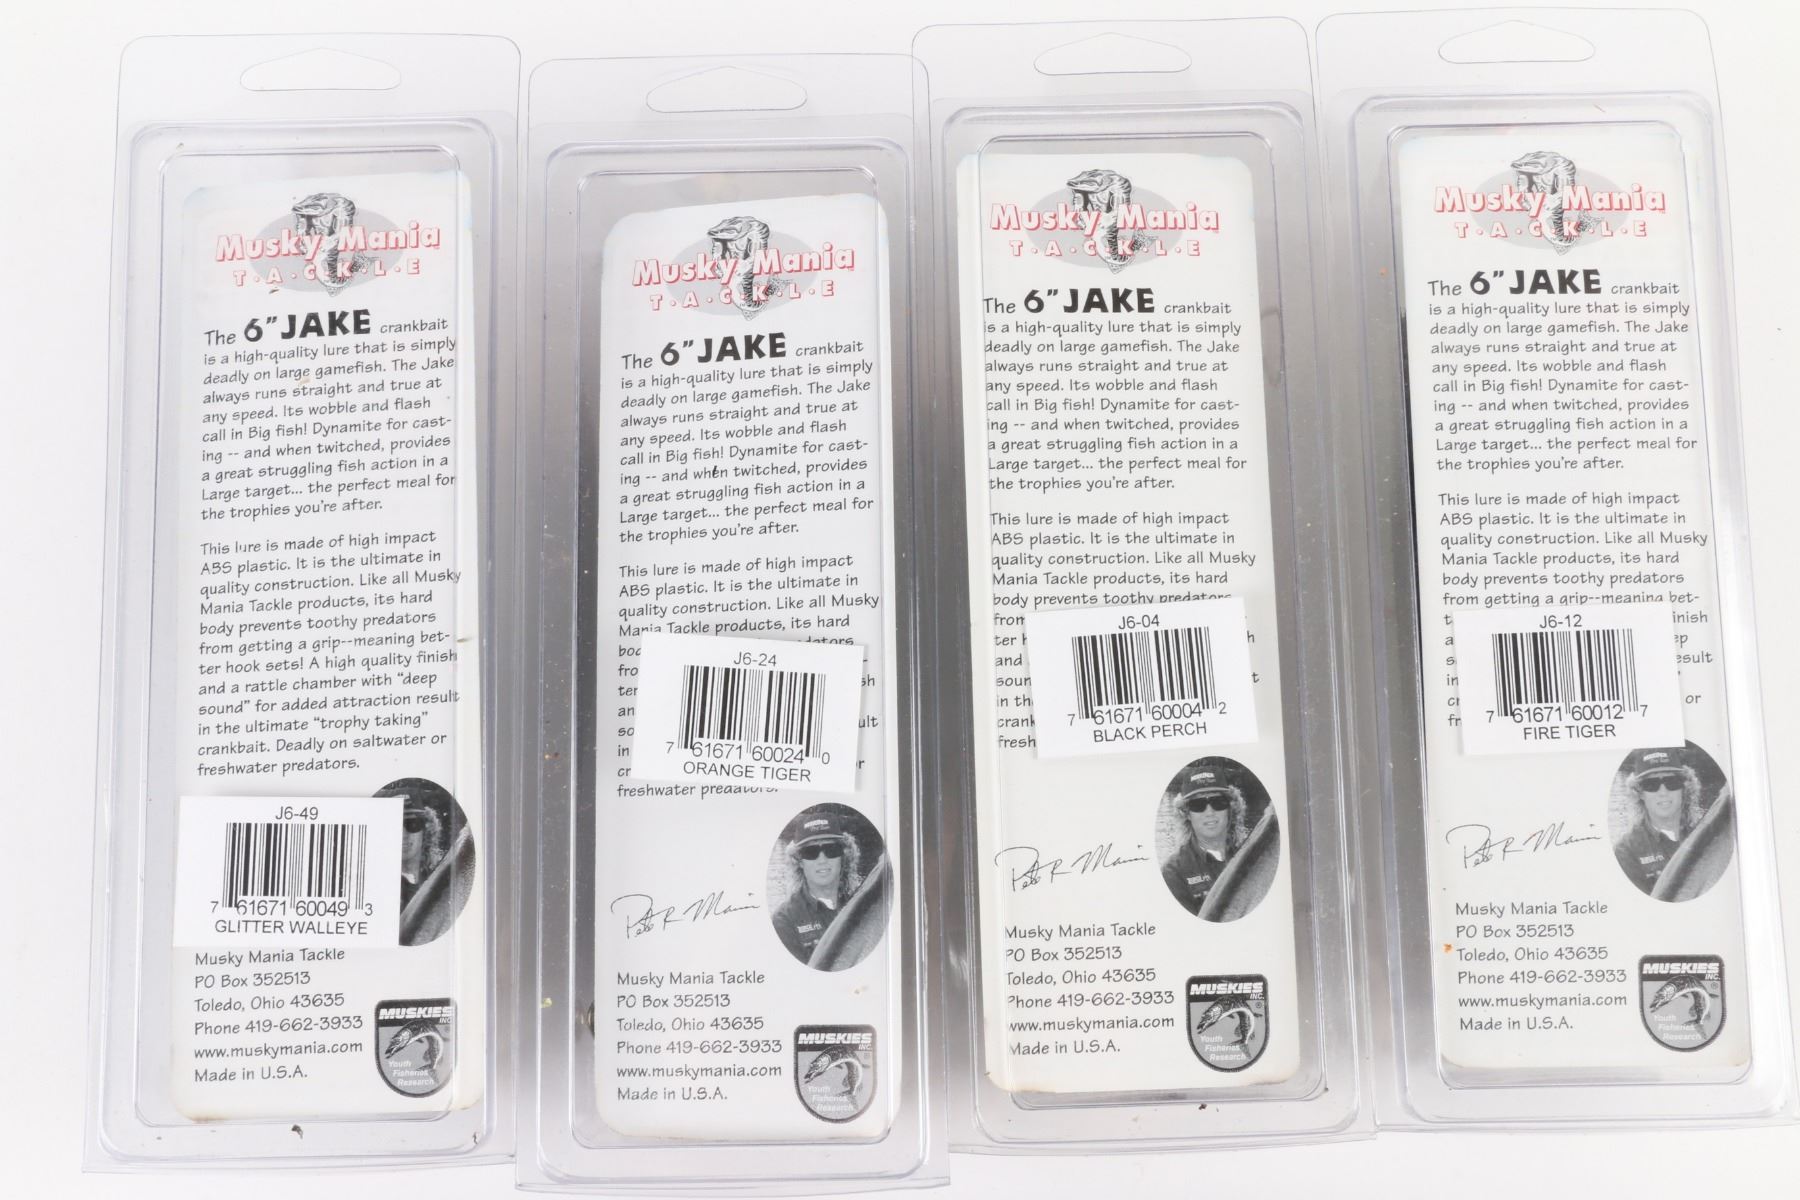 Musky Mania
T·A·C·K·L·E
The 6" JAKE crankbait
is a high-quality lure that is simply
deadly on large gamefish. The Jake
always runs straight and true at
any speed. Its wobble and flash
call in Big fish! Dynamite for cast-
ing -- and when twitched, provides
a great struggling fish action in a
Large target... the perfect meal for
the trophies you're after.
This lure is made of high impact
ABS plastic. It is the ultimate in
quality construction. Like all Musky
Mania Tackle products, its hard
body prevents toothy predators
from getting a grip--meaning bet-
ter hook sets! A high quality finish
and a rattle chamber with "deep
sound" for added attraction result
in the ultimate "trophy taking"
crankbait. Deadly on saltwater or
freshwater predators.
J6-49
7 61671 60049 3
GLITTER WALLEYE
Musky Mania Tackle
PO Box 352513
Toledo, Ohio 43635
Phone 419-662-3933
www.muskymania.com
Made in U.S.A.
MUSKIES
INC.
Youth
Fisheries
Research
Musky Mania
T·A·C·K·L·E
The 6" JAKE crankbait
is a high-quality lure that is simply
deadly on large gamefish. The Jake
always runs straight and true at
any speed. Its wobble and flash
call in Big fish! Dynamite for cast-
ing -- and when twitched, provides
a great struggling fish action in a
Large target... the perfect meal for
the trophies you're after.
This lure is made of high impact
ABS plastic. It is the ultimate in
quality construction. Like all Musky
Mania Tackle products, its hard
J6-24
7 61671 60024 0
ORANGE TIGER
freshwater predators.
Pete R Maina
Musky Mania Tackle
PO Box 352513
Toledo, Ohio 43635
Phone 419-662-3933
www.muskymania.com
Made in U.S.A.
MUSKIES
INC.
Youth
Fisheries
Research
Musky Mania
T·A·C·K·L·E
The 6" JAKE crankbait
is a high-quality lure that is simply
deadly on large gamefish. The Jake
always runs straight and true at
any speed. Its wobble and flash
call in Big fish! Dynamite for cast-
ing -- and when twitched, provides
a great struggling fish action in a
Large target... the perfect meal for
the trophies you're after.
This lure is made of high impact
ABS plastic. It is the ultimate in
quality construction. Like all Musky
Mania Tackle products, its hard
body prevents toothy predators
from
ter
and
J6-04
7 61671 60004 2
BLACK PERCH
Pete R Maina
Musky Mania Tackle
PO Box 352513
Toledo, Ohio 43635
Phone 419-662-3933
www.muskymania.com
Made in U.S.A.
MUSKIES
INC.
Youth
Fisheries
Research
Musky Mania
T·A·C·K·L·E
The 6" JAKE crankbait
is a high-quality lure that is simply
deadly on large gamefish. The Jake
always runs straight and true at
any speed. Its wobble and flash
call in Big fish! Dynamite for cast-
ing -- and when twitched, provides
a great struggling fish action in a
Large target... the perfect meal for
the trophies you're after.
This lure is made of high impact
ABS plastic. It is the ultimate in
quality construction. Like all Musky
Mania Tackle products, its hard
body prevents toothy predators
from getting a grip--meaning bet-
J6-12
7 61671 60012 7
FIRE TIGER
or
Pete R Maina
Musky Mania Tackle
PO Box 352513
Toledo, Ohio 43635
Phone 419-662-3933
www.muskymania.com
Made in U.S.A.
MUSKIES
INC.
Youth
Fisheries
Research